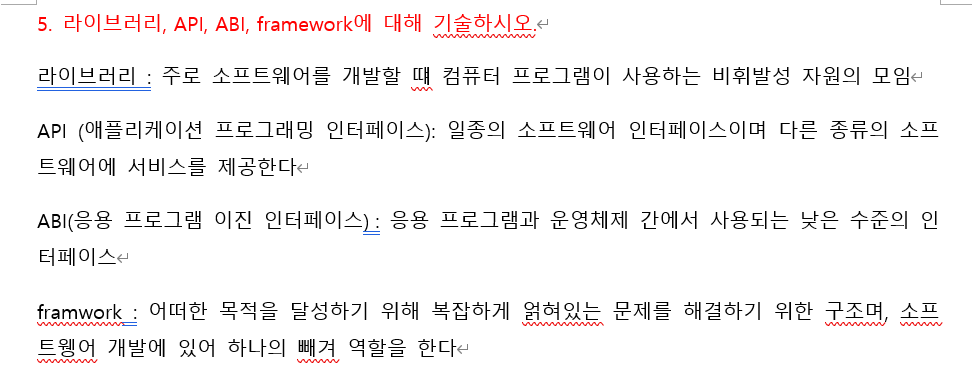 5. 라이브러리, API, ABI, framework에 대해 기술하시오.
라이브러리 : 주로 소프트웨어를 개발할 떄 컴퓨터 프로그램이 사용하는 비휘발성 자원의 모임
API (애플리케이션 프로그래밍 인터페이스): 일종의 소프트웨어 인터페이스이며 다른 종류의 소프
트웨어에 서비스를 제공한다
ABI(응용 프로그램 이진 인터페이스) : 응용 프로그램과 운영체제 간에서 사용되는 낮은 수준의 인
터페이스
framwork : 어떠한 목적을 달성하기 위해 복잡하게 얽혀있는 문제를 해결하기 위한 구조며, 소프
트웽어 개발에 있어 하나의 빼겨 역할을 한다